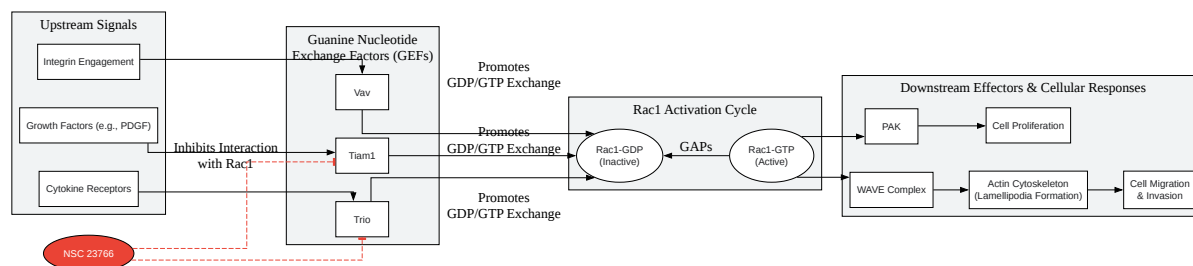 Upstream Signals
Integrin Engagement
Growth Factors (e.g., PDGF)
Cytokine Receptors
NSC 23766
Inhibits Interaction
with Rac1
Guanine Nucleotide
Exchange Factors (GEFs)
Vav
Tiam1
Trio
Promotes
GDP/GTP Exchange
Promotes
GDP/GTP Exchange
Promotes
GDP/GTP Exchange
Rac1 Activation Cycle
Rac1-GDP
(Inactive)
GAPs
Rac1-GTP
(Active)
Downstream Effectors & Cellular Responses
PAK
Cell Proliferation
WAVE Complex
Actin Cytoskeleton
(Lamellipodia Formation)
Cell Migration
& Invasion